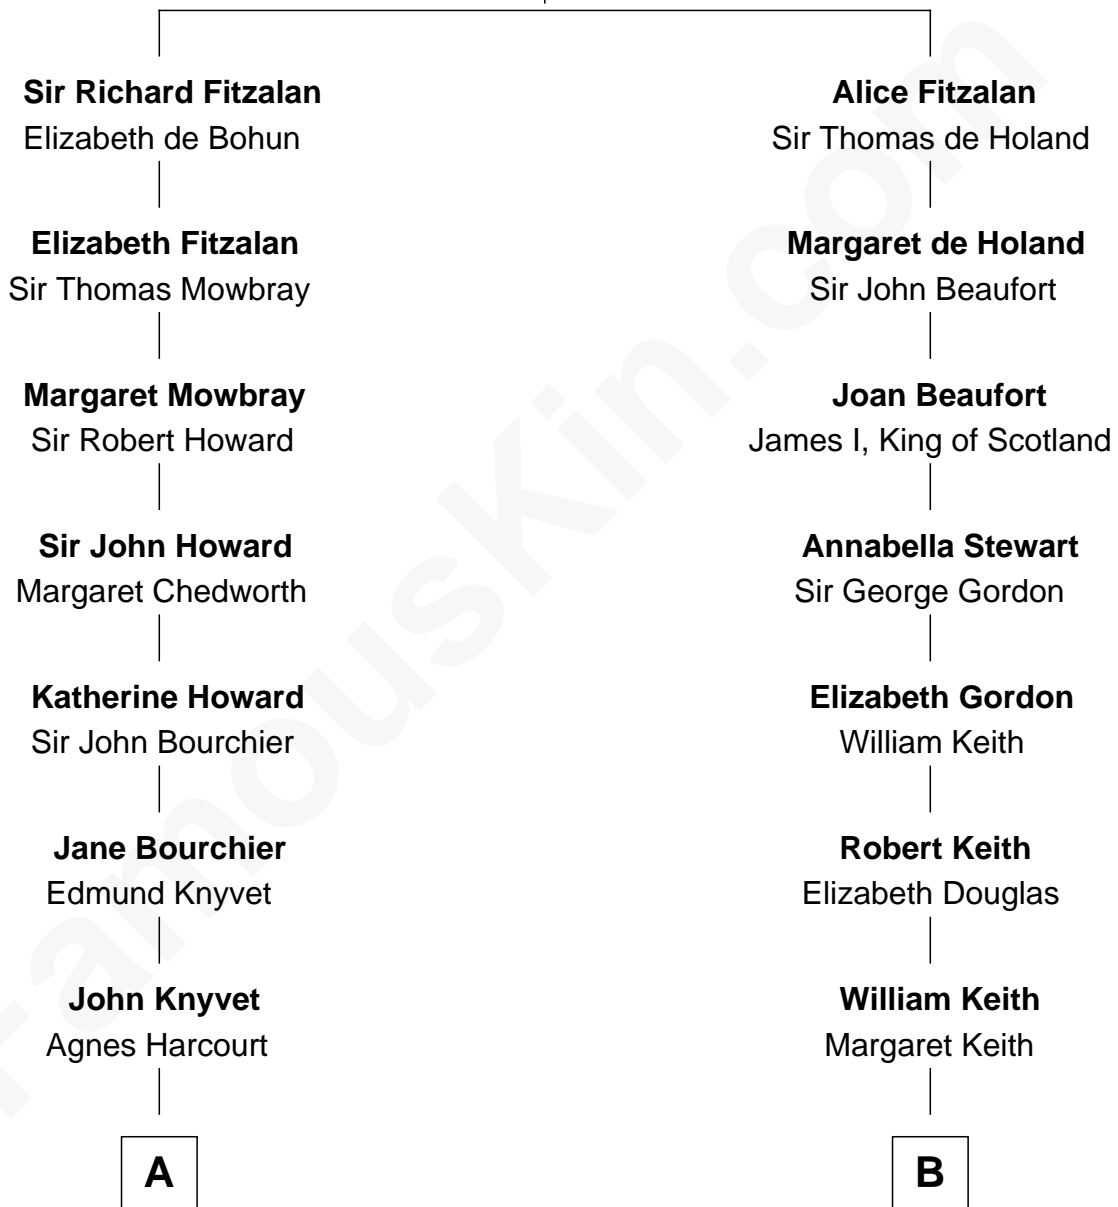 Sir Richard Fitzalan
Elizabeth de Bohun
Elizabeth Fitzalan
Sir Thomas Mowbray
Margaret Mowbray
Sir Robert Howard
Sir John Howard
Margaret Chedworth
Katherine Howard
Sir John Bourchier
Jane Bourchier
Edmund Knyvet
John Knyvet
Agnes Harcourt
A
Alice Fitzalan
Sir Thomas de Holand
Margaret de Holand
Sir John Beaufort
Joan Beaufort
James I, King of Scotland
Annabella Stewart
Sir George Gordon
Elizabeth Gordon
William Keith
Robert Keith
Elizabeth Douglas
William Keith
Margaret Keith
B
FamousKin.com